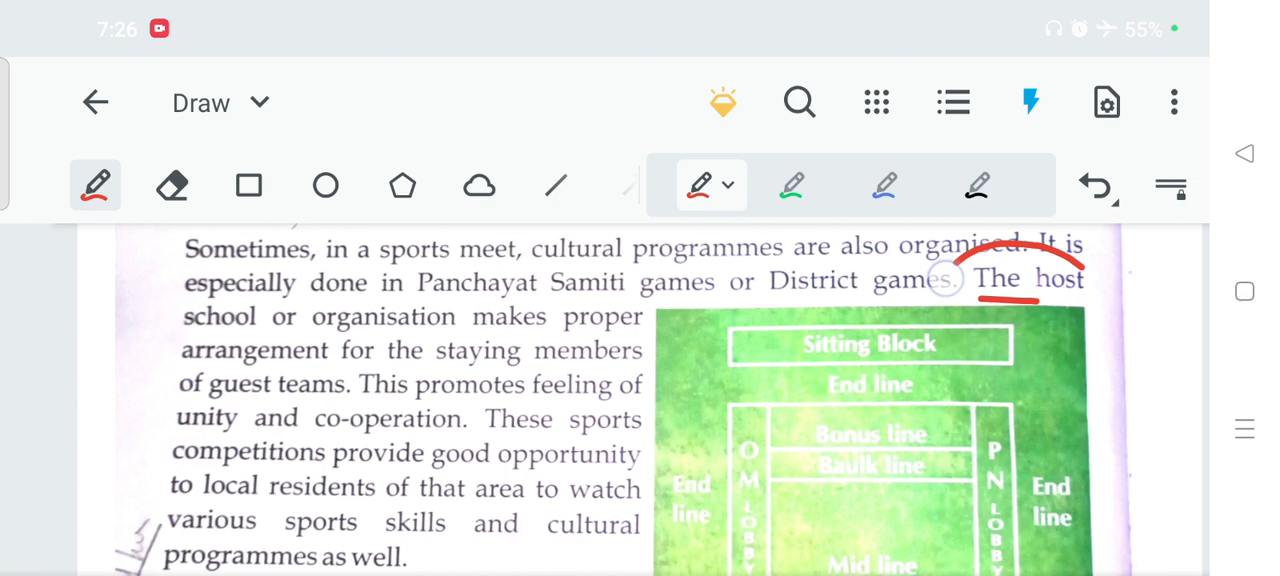 7:26
55%
Draw
Sometimes, in a sports meet, cultural programmes are also organised. It is
especially done in Panchayat Samiti games or District games. The host
school or organisation makes proper
arrangement for the staying members
of guest teams. This promotes feeling of
unity and co-operation. These sports
competitions provide good opportunity
to local residents of that area to watch
various sports skills and cultural
programmes as well.
Sitting Block
End line
Bonus line
Baulk line
End
line
O M LOBBY
P N LOBBY
End
line
Mid line